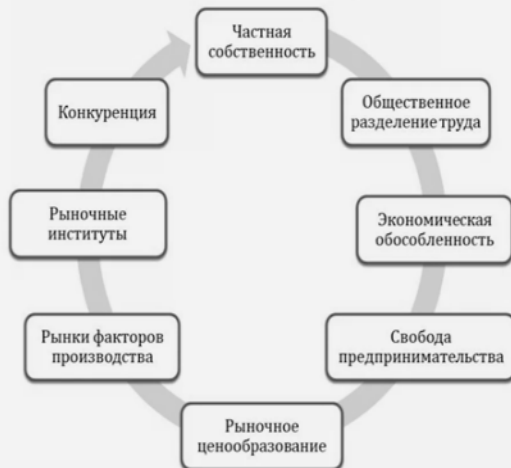 Частная
собственность
Общественное
разделение труда
Экономическая
обособленность
Свобода
предпринимательства
Рыночное
ценообразование
Рынки факторов
производства
Рыночные
институты
Конкуренция